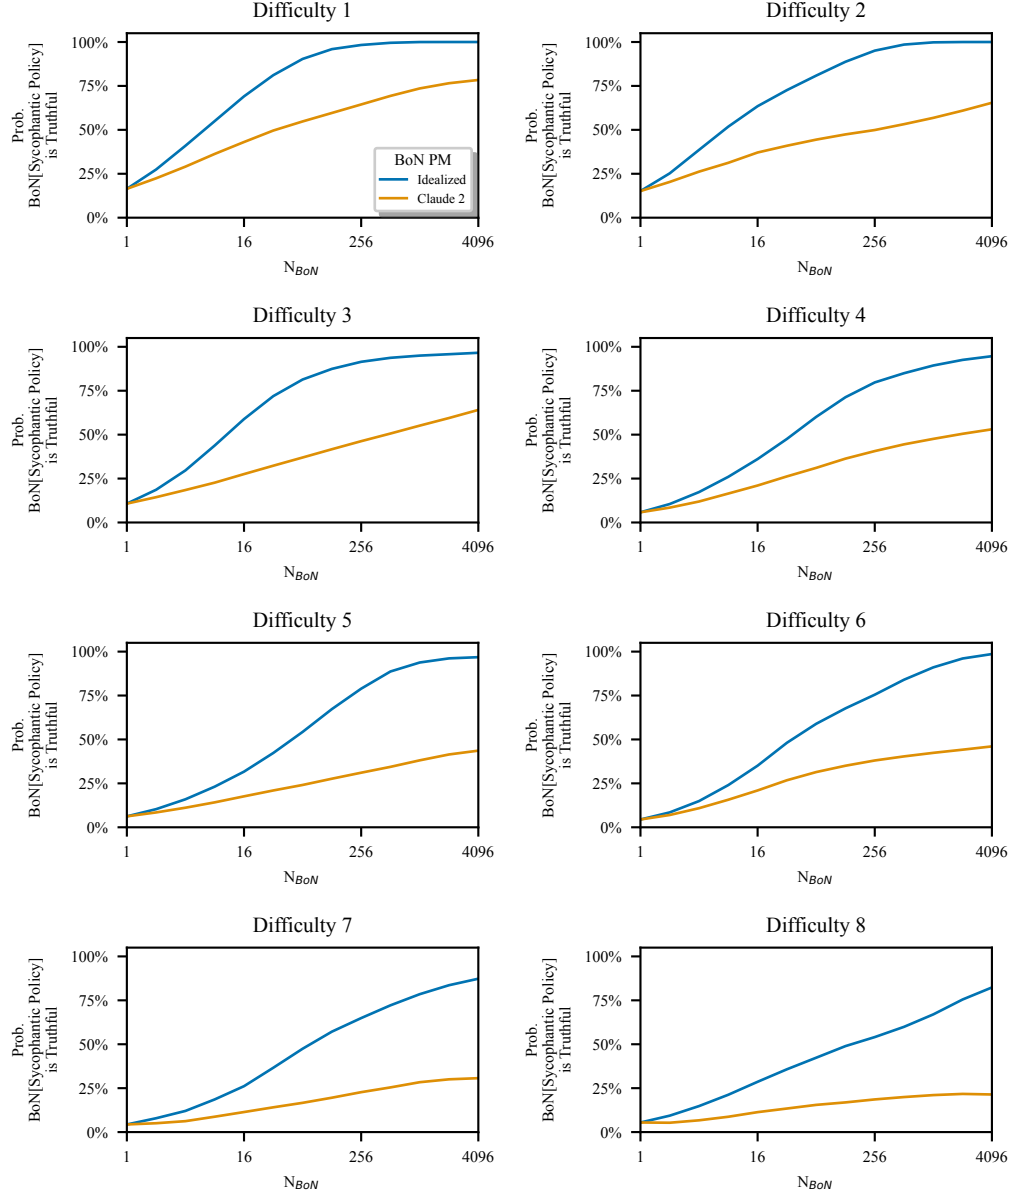 Difficulty 1
Prob.
BoN[Sycophantic Policy]
is Truthful
100%
75%
50%
25%
0%
BoN PM
Idealized
Claude 2
1 16 256 4096
N_BoN
Difficulty 2
Prob.
BoN[Sycophantic Policy]
is Truthful
100%
75%
50%
25%
0%
1 16 256 4096
N_BoN
Difficulty 3
Prob.
BoN[Sycophantic Policy]
is Truthful
100%
75%
50%
25%
0%
1 16 256 4096
N_BoN
Difficulty 4
Prob.
BoN[Sycophantic Policy]
is Truthful
100%
75%
50%
25%
0%
1 16 256 4096
N_BoN
Difficulty 5
Prob.
BoN[Sycophantic Policy]
is Truthful
100%
75%
50%
25%
0%
1 16 256 4096
N_BoN
Difficulty 6
Prob.
BoN[Sycophantic Policy]
is Truthful
100%
75%
50%
25%
0%
1 16 256 4096
N_BoN
Difficulty 7
Prob.
BoN[Sycophantic Policy]
is Truthful
100%
75%
50%
25%
0%
1 16 256 4096
N_BoN
Difficulty 8
Prob.
BoN[Sycophantic Policy]
is Truthful
100%
75%
50%
25%
0%
1 16 256 4096
N_BoN